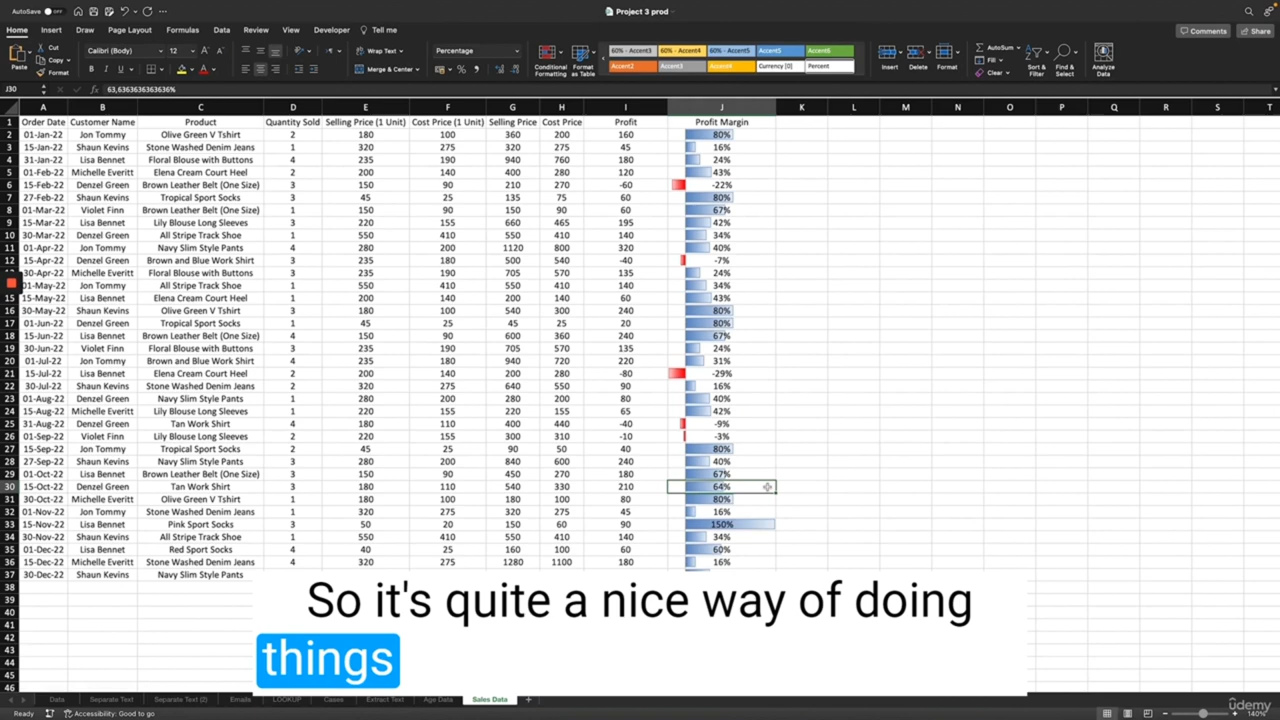 AutoSave OFF Project 3 prod
Home Insert Draw Page Layout Formulas Data Review View Developer Tell me Comments Share
Paste Cut Copy Format Calibri (Body) 12 Wrap Text Merge & Center Percentage Conditional Formatting Format as Table 60% - Accent3 60% - Accent4 60% - Accent5 Accent5 Accent6 Insert Delete Format AutoSum Fill Clear Sort & Filter Find & Select Analyze Data
Accent2 Accent3 Accent4 Currency [0] Percent
J30 fx 63,6363636363636%
A B C D E F G H I J K L M N O P Q R S T
1 Order Date Customer Name Product Quantity Sold Selling Price (1 Unit) Cost Price (1 Unit) Selling Price Cost Price Profit Profit Margin
2 01-Jan-22 Jon Tommy Olive Green V Tshirt 2 180 100 360 200 160 80%
3 15-Jan-22 Shaun Kevins Stone Washed Denim Jeans 1 320 275 320 275 45 16%
4 31-Jan-22 Lisa Bennet Floral Blouse with Buttons 4 235 190 940 760 180 24%
5 01-Feb-22 Michelle Everitt Elena Cream Court Heel 2 200 140 400 280 120 43%
6 15-Feb-22 Denzel Green Brown Leather Belt (One Size) 3 150 90 210 270 -60 -22%
7 27-Feb-22 Shaun Kevins Tropical Sport Socks 3 45 25 135 75 60 80%
8 01-Mar-22 Violet Finn Brown Leather Belt (One Size) 1 150 90 150 90 60 67%
9 15-Mar-22 Lisa Bennet Lily Blouse Long Sleeves 3 220 155 660 465 195 42%
10 30-Mar-22 Denzel Green All Stripe Track Shoe 1 550 410 550 410 140 34%
11 01-Apr-22 Jon Tommy Navy Slim Style Pants 4 280 200 1120 800 320 40%
12 15-Apr-22 Denzel Green Brown and Blue Work Shirt 3 235 180 500 540 -40 -7%
30-Apr-22 Michelle Everitt Floral Blouse with Buttons 3 235 190 705 570 135 24%
01-May-22 Jon Tommy All Stripe Track Shoe 1 550 410 550 410 140 34%
15 15-May-22 Lisa Bennet Elena Cream Court Heel 1 200 140 200 140 60 43%
16 30-May-22 Shaun Kevins Olive Green V Tshirt 3 180 100 540 300 240 80%
17 01-Jun-22 Denzel Green Tropical Sport Socks 1 45 25 45 25 20 80%
18 15-Jun-22 Lisa Bennet Brown Leather Belt (One Size) 4 150 90 600 360 240 67%
19 30-Jun-22 Violet Finn Floral Blouse with Buttons 3 235 190 705 570 135 24%
20 01-Jul-22 Jon Tommy Brown and Blue Work Shirt 4 235 180 940 720 220 31%
21 15-Jul-22 Lisa Bennet Elena Cream Court Heel 2 200 140 200 280 -80 -29%
22 30-Jul-22 Shaun Kevins Stone Washed Denim Jeans 2 320 275 640 550 90 16%
23 01-Aug-22 Denzel Green Navy Slim Style Pants 1 280 200 280 200 80 40%
24 15-Aug-22 Michelle Everitt Lily Blouse Long Sleeves 1 220 155 220 155 65 42%
25 31-Aug-22 Denzel Green Tan Work Shirt 4 180 110 400 440 -40 -9%
26 01-Sep-22 Violet Finn Lily Blouse Long Sleeves 2 220 155 300 310 -10 -3%
27 15-Sep-22 Jon Tommy Tropical Sport Socks 2 45 25 90 50 40 80%
28 27-Sep-22 Shaun Kevins Navy Slim Style Pants 3 280 200 840 600 240 40%
29 01-Oct-22 Lisa Bennet Brown Leather Belt (One Size) 3 150 90 450 270 180 67%
30 15-Oct-22 Denzel Green Tan Work Shirt 3 180 110 540 330 210 64%
31 30-Oct-22 Michelle Everitt Olive Green V Tshirt 1 180 100 180 100 80 80%
32 01-Nov-22 Jon Tommy Stone Washed Denim Jeans 1 320 275 320 275 45 16%
33 15-Nov-22 Lisa Bennet Pink Sport Socks 3 50 20 150 60 90 150%
34 30-Nov-22 Shaun Kevins All Stripe Track Shoe 1 550 410 550 410 140 34%
35 01-Dec-22 Lisa Bennet Red Sport Socks 4 40 25 160 100 60 60%
36 15-Dec-22 Michelle Everitt Stone Washed Denim Jeans 4 320 275 1280 1100 180 16%
37 30-Dec-22 Shaun Kevins Navy Slim Style Pants
38
39
40
41
42
43
44
45
46
So it's quite a nice way of doing
things
Data Separate Text Separate Text (2) Emails LOOKUP Cases Extract Text Age Data Sales Data +
Ready Accessibility: Good to go 140%
udemy